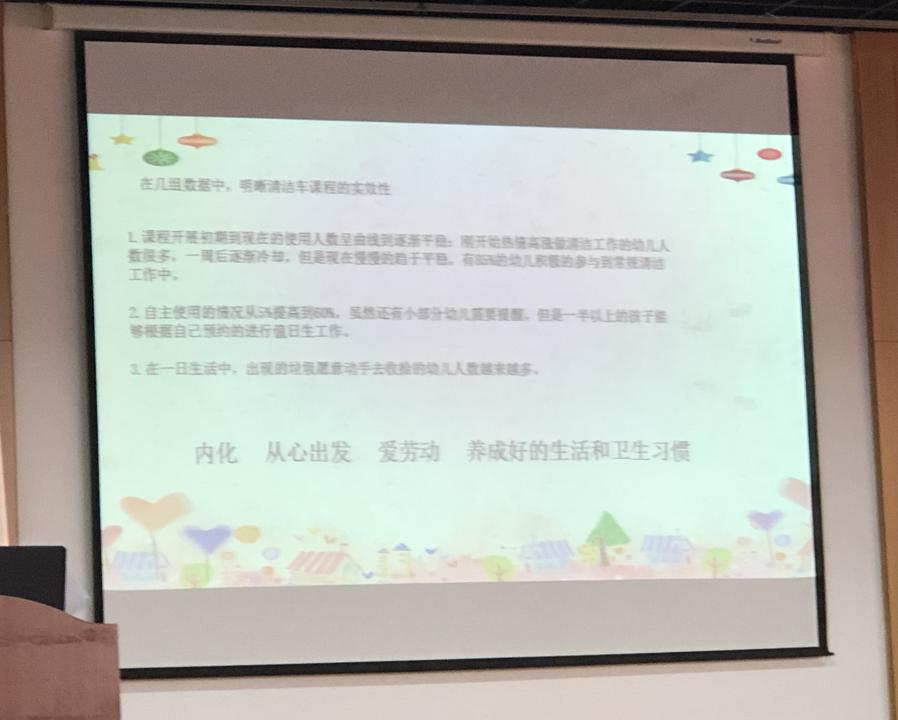 在几组数据中，明晰清洁车课程的实效性
1.课程开展初期到现在的使用人数呈曲线到逐渐平稳；刚开始热情高涨做清洁工作的幼儿人
数很多，一周后逐渐冷却，但是现在慢慢的趋于平稳，有85%的幼儿积极的参与到常规清洁
工作中。
2.自主使用的情况从5%提高到60%，虽然还有小部分幼儿需要提醒，但是一半以上的孩子能
够根据自己预约的进行值日生工作。
3.在一日生活中，出现的垃圾愿意动手去收捡的幼儿人数越来越多。
内化 从心出发 爱劳动 养成好的生活和卫生习惯